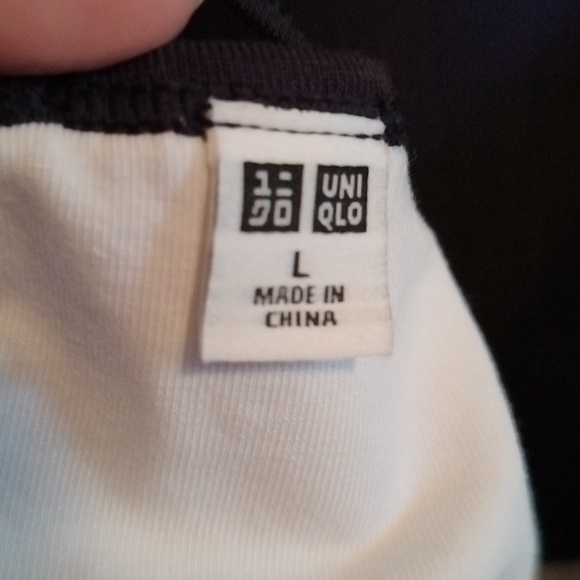 ユニ UNI
クロ QLO
L
MADE IN
CHINA